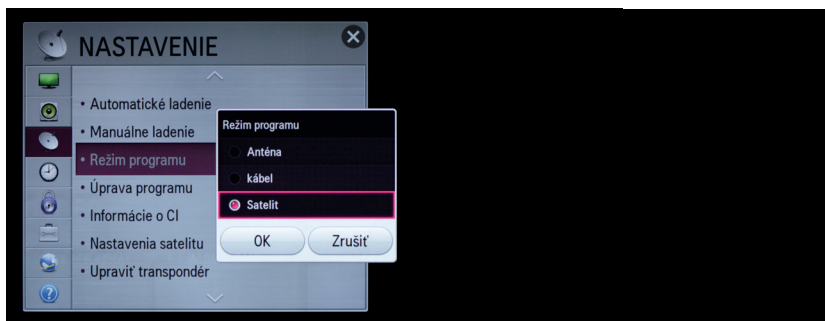 NASTAVENIE
• Automatické ladenie
• Manuálne ladenie
• Režim programu
• Úprava programu
• Informácie o CI
• Nastavenia satelitu
• Upraviť transpondér
Režim programu
Anténa
kábel
Satelit
OK
Zrušiť